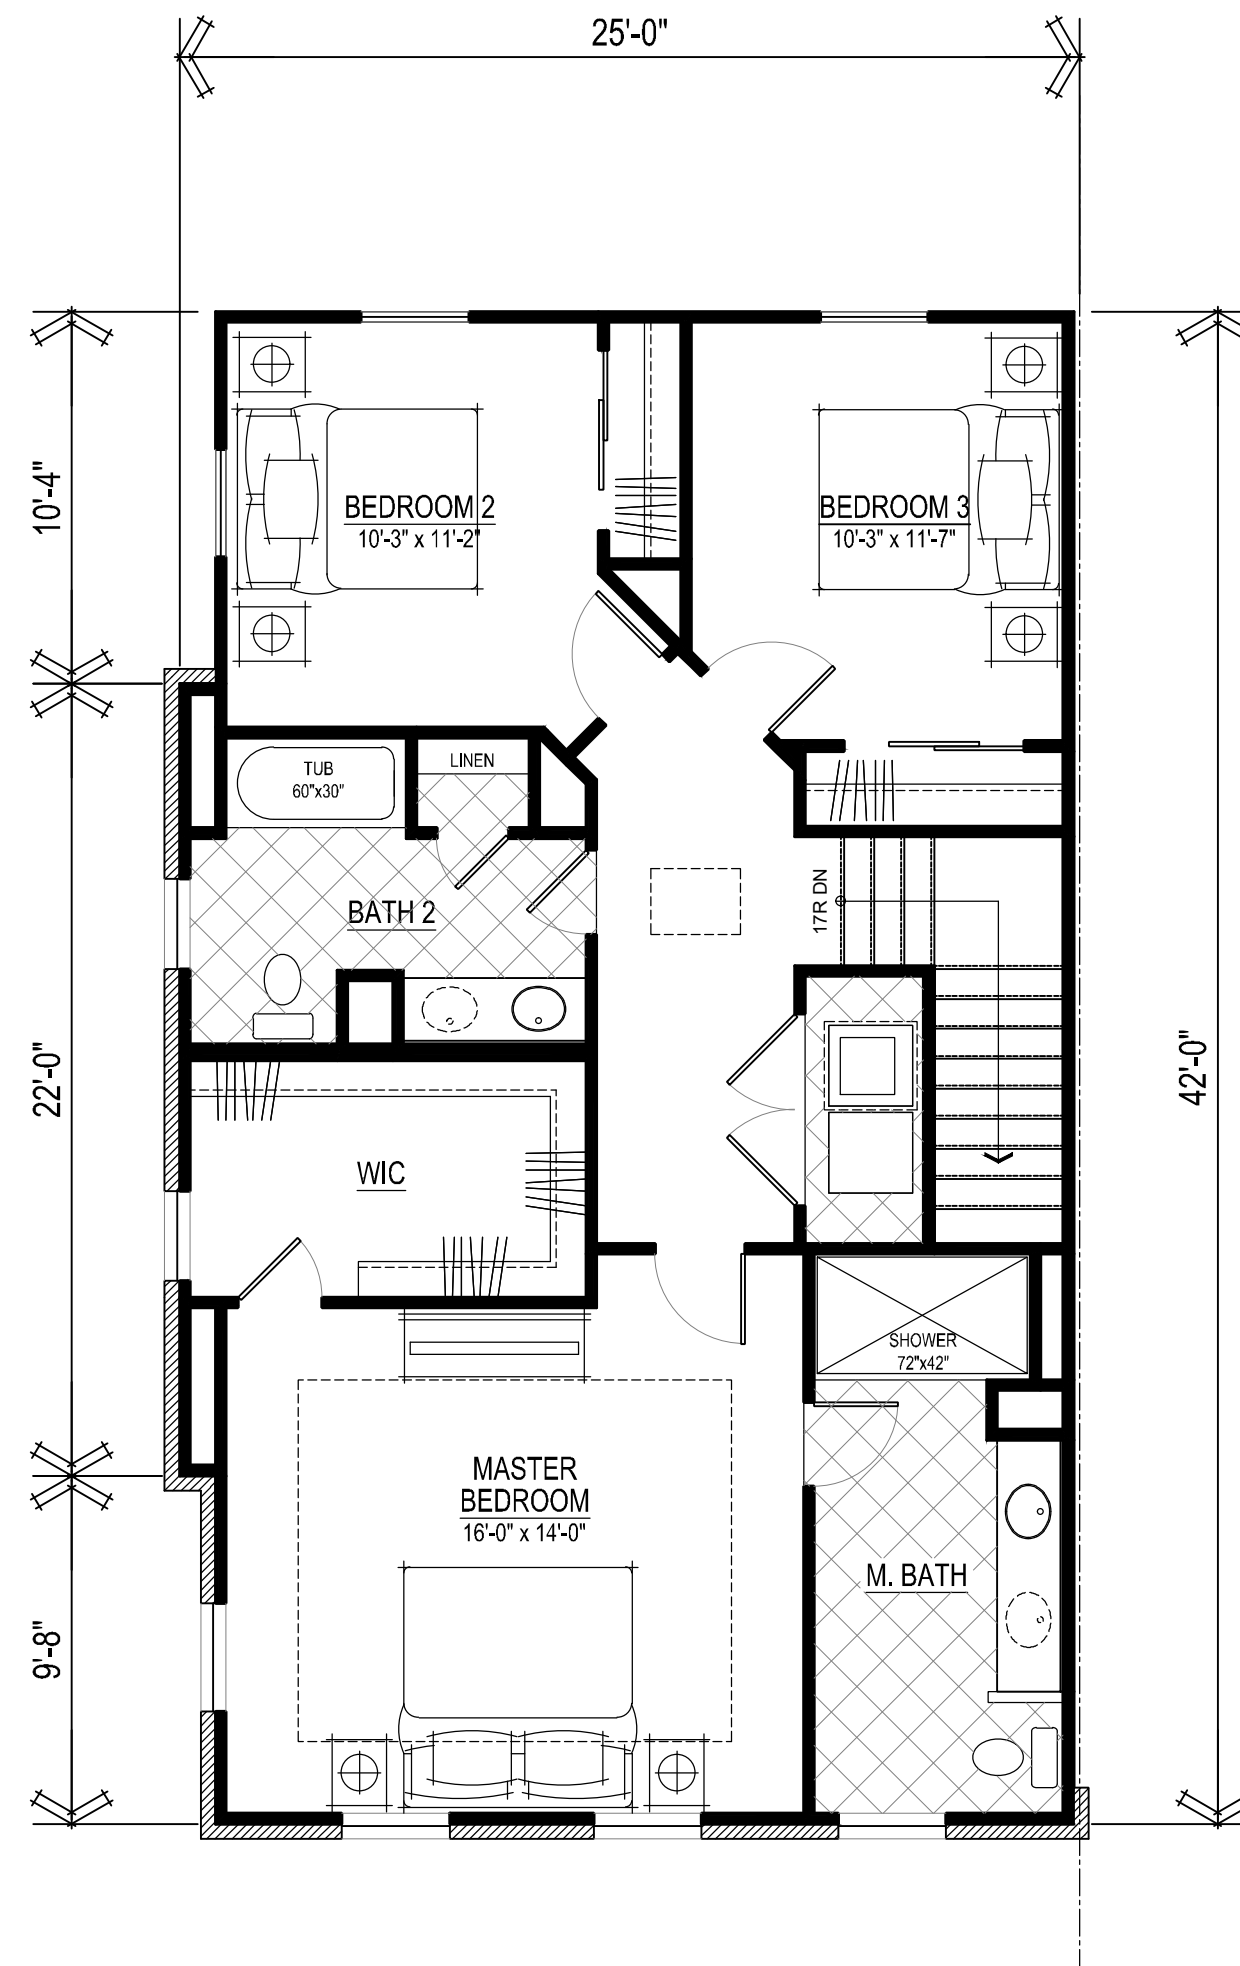 25'-0"
10'-4"
BEDROOM 2
10'-3" x 11'-2"
BEDROOM 3
10'-3" x 11'-7"
TUB
60"x30"
LINEN
BATH 2
17R DN
22'-0"
42'-0"
WIC
SHOWER
72"x42"
MASTER
BEDROOM
16'-0" x 14'-0"
M. BATH
9'-8"